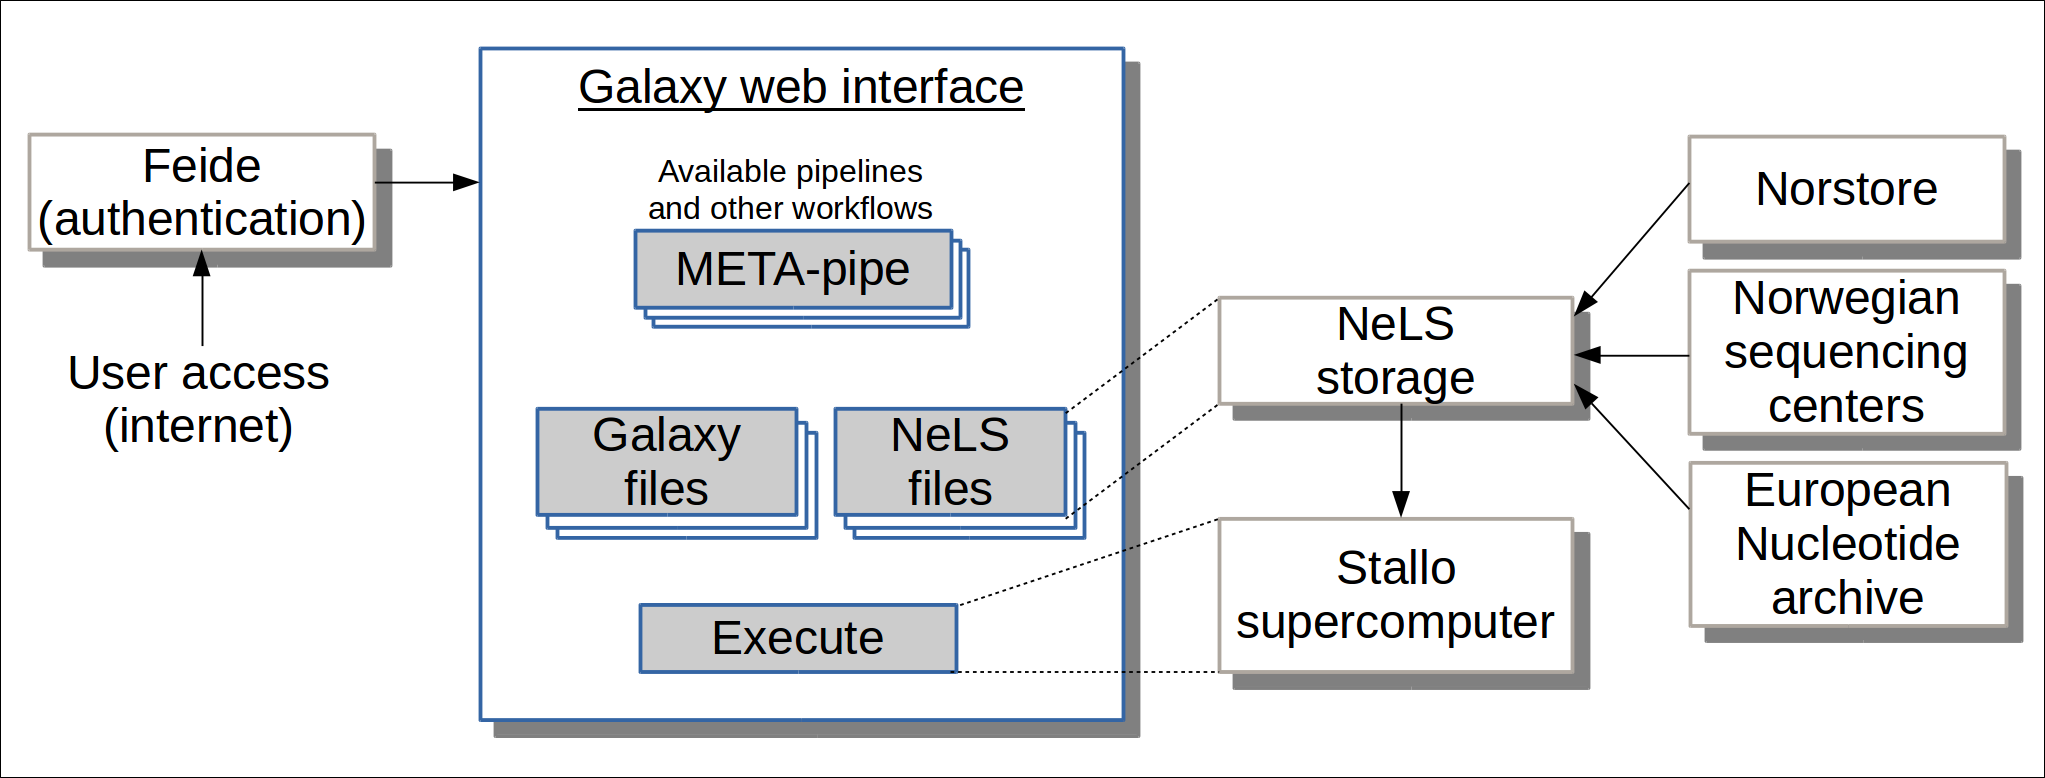 Galaxy web interface
Feide
(authentication)
User access
(internet)
Available pipelines
and other workflows
META-pipe
Galaxy
files
NeLS
files
Execute
NeLS
storage
Stallo
supercomputer
Norstore
Norwegian
sequencing
centers
European
Nucleotide
archive